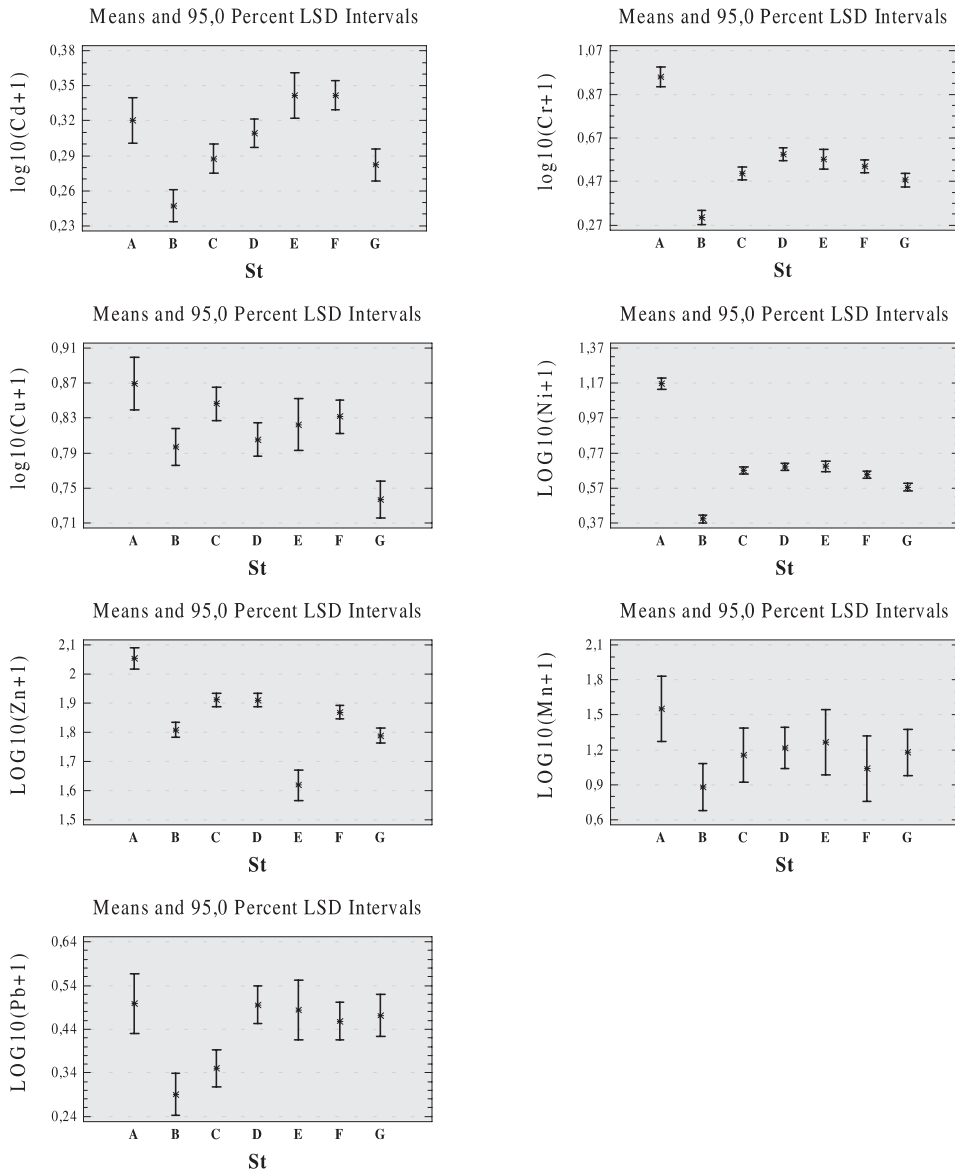 Means and 95,0 Percent LSD Intervals
log10(Cd+1)
0,38
0,35
0,32
0,29
0,26
0,23
A B C D E F G
St
Means and 95,0 Percent LSD Intervals
log10(Cr+1)
1,07
0,87
0,67
0,47
0,27
A B C D E F G
St
Means and 95,0 Percent LSD Intervals
log10(Cu+1)
0,91
0,87
0,83
0,79
0,75
0,71
A B C D E F G
St
Means and 95,0 Percent LSD Intervals
LOG10(Ni+1)
1,37
1,17
0,97
0,77
0,57
0,37
A B C D E F G
St
Means and 95,0 Percent LSD Intervals
LOG10(Zn+1)
2,1
2
1,9
1,8
1,7
1,6
1,5
A B C D E F G
St
Means and 95,0 Percent LSD Intervals
LOG10(Mn+1)
2,1
1,8
1,5
1,2
0,9
0,6
A B C D E F G
St
Means and 95,0 Percent LSD Intervals
LOG10(Pb+1)
0,64
0,54
0,44
0,34
0,24
A B C D E F G
St